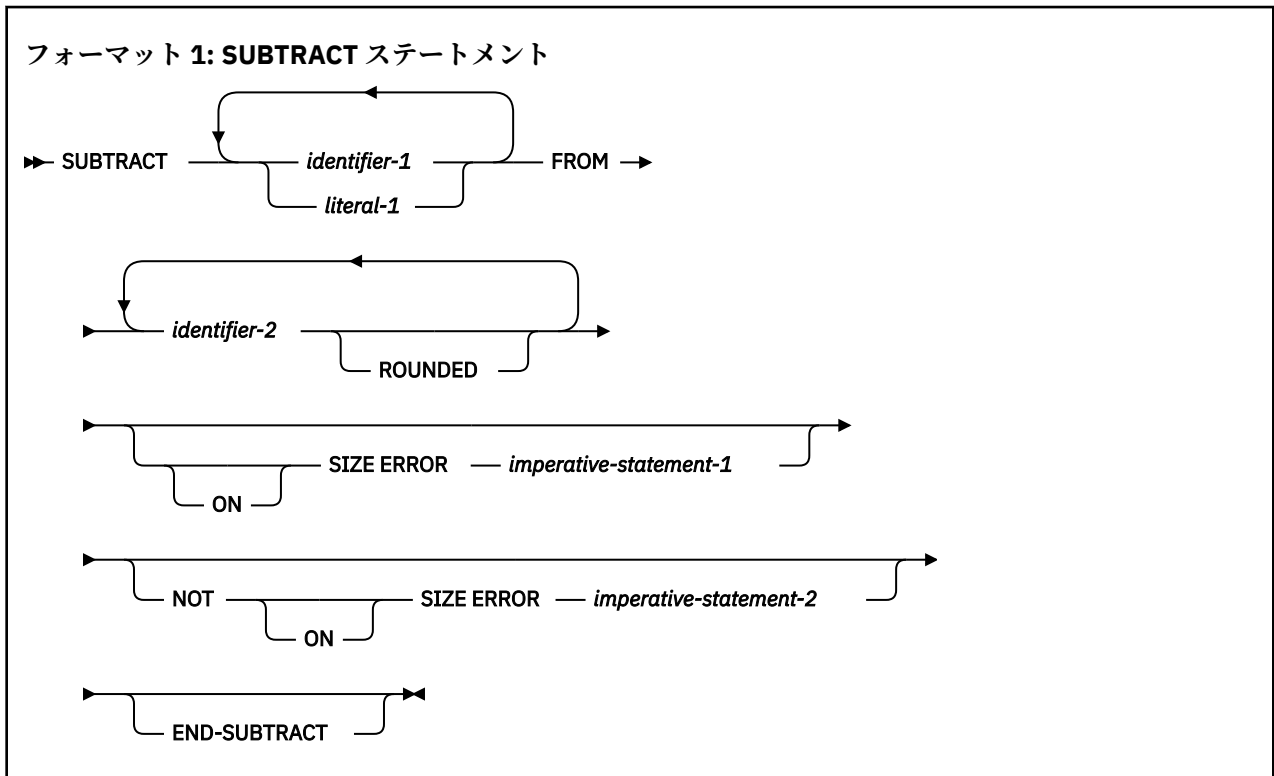 フォーマット 1: SUBTRACT ステートメント
SUBTRACT identifier-1 FROM
literal-1
identifier-2
ROUNDED
SIZE ERROR imperative-statement-1
ON
NOT SIZE ERROR imperative-statement-2
ON
END-SUBTRACT